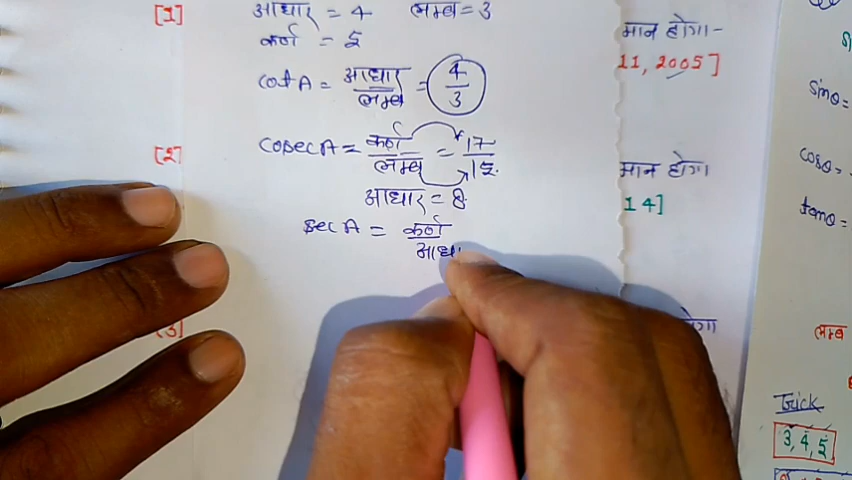 [1]
आधार = 4 लम्ब = 3
कर्ण = 5
cot A = आधार/लम्ब = 4/3
[2]
cosec A = कर्ण/लम्ब = 17/15
आधार = 8
sec A = कर्ण/आधा
[3]
मान होगा-
11, 2005]
मान होगा
14]
sinθ =
cosθ =
tanθ =
लम्ब
Trick
3, 4, 5